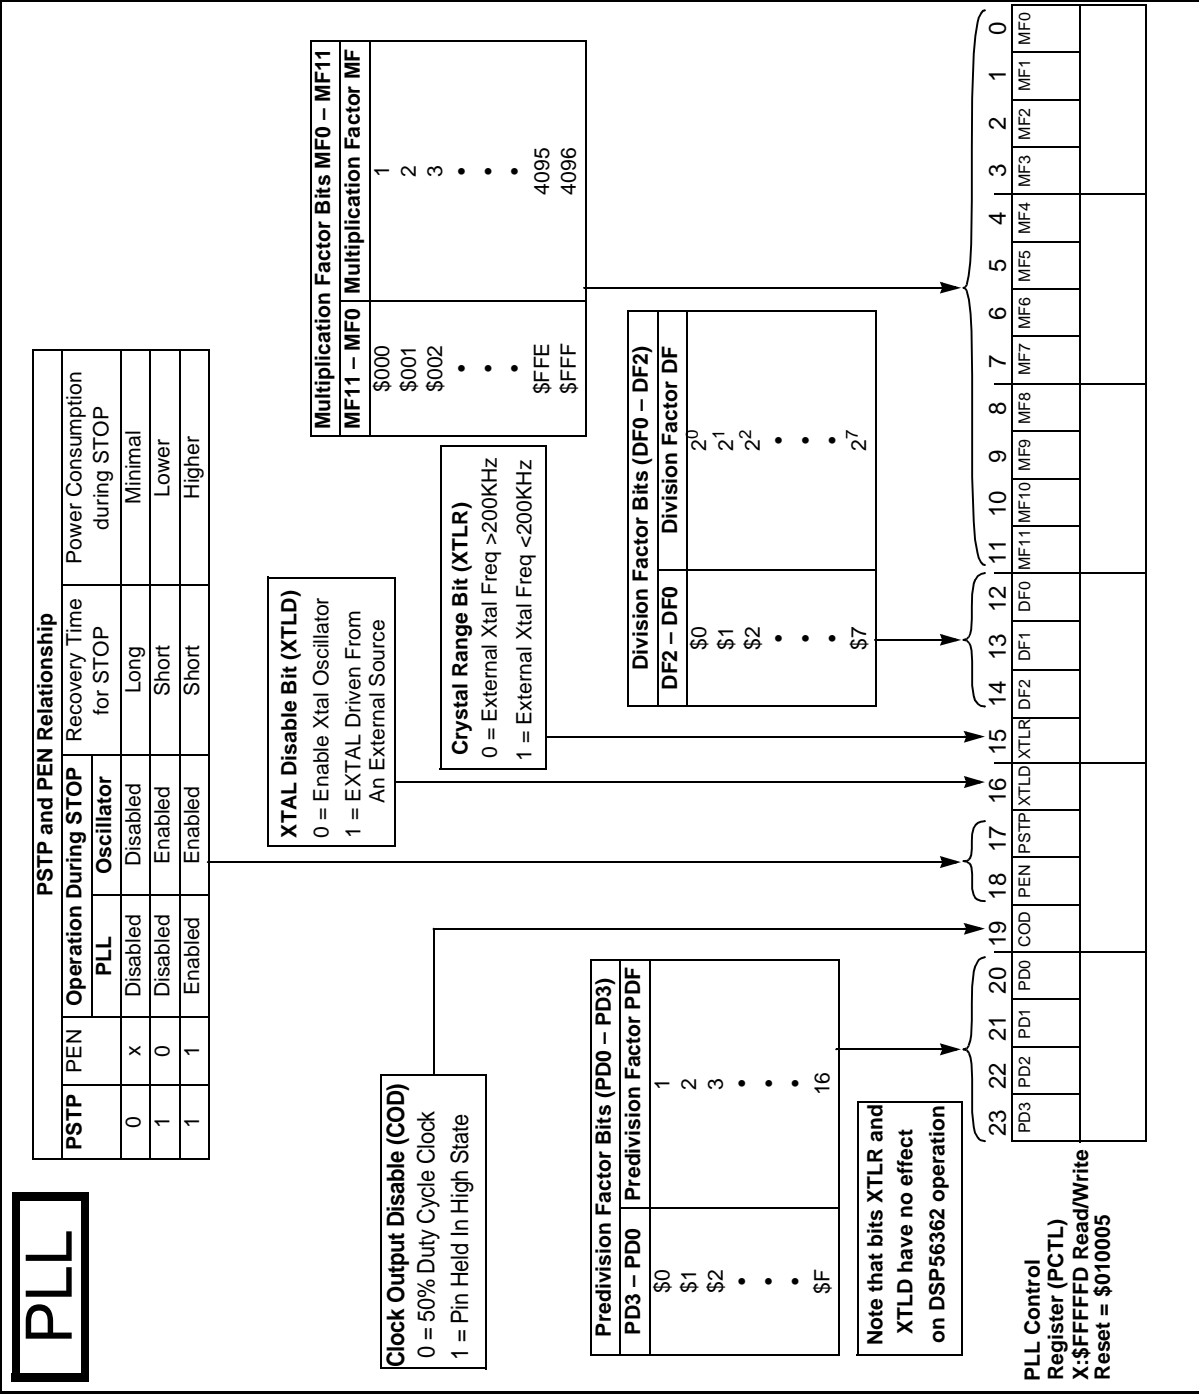 PLL
PSTP and PEN Relationship
PSTP PEN Operation During STOP Recovery Time for STOP Power Consumption during STOP
PLL Oscillator
0 x Disabled Disabled Long Minimal
1 0 Disabled Enabled Short Lower
1 1 Enabled Enabled Short Higher
XTAL Disable Bit (XTLD)
0 = Enable Xtal Oscillator
1 = EXTAL Driven From
An External Source
Multiplication Factor Bits MF0 – MF11
MF11 – MF0 Multiplication Factor MF
$000 1
$001 2
$002 3
• •
• •
• •
$FFE 4095
$FFF 4096
Clock Output Disable (COD)
0 = 50% Duty Cycle Clock
1 = Pin Held In High State
Crystal Range Bit (XTLR)
0 = External Xtal Freq >200KHz
1 = External Xtal Freq <200KHz
Predivision Factor Bits (PD0 – PD3)
PD3 – PD0 Predivision Factor PDF
$0 1
$1 2
$2 3
• •
• •
• •
$F 16
Division Factor Bits (DF0 – DF2)
DF2 – DF0 Division Factor DF
$0 2⁰
$1 2¹
$2 2²
• •
• •
• •
$7 2⁷
Note that bits XTLR and
XTLD have no effect
on DSP56362 operation
23 22 21 20 19 18 17 16 15 14 13 12 11 10 9 8 7 6 5 4 3 2 1 0
PD3 PD2 PD1 PD0 COD PEN PSTP XTLD XTLR DF2 DF1 DF0 MF11 MF10 MF9 MF8 MF7 MF6 MF5 MF4 MF3 MF2 MF1 MF0
PLL Control
Register (PCTL)
X:$FFFFFD Read/Write
Reset = $010005